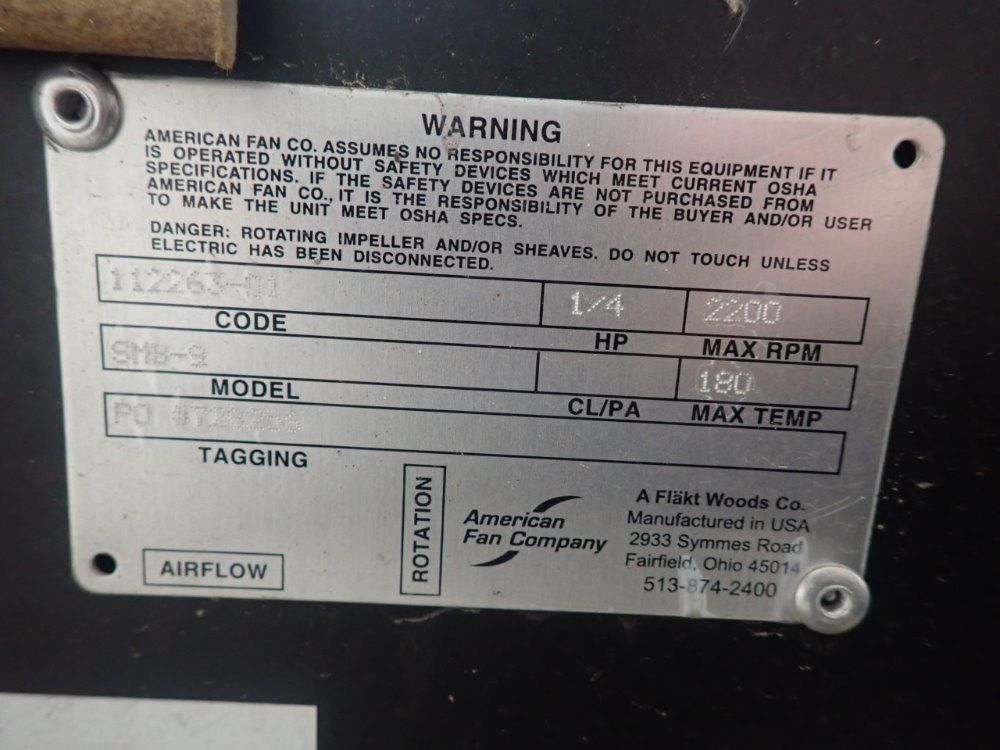 WARNING
AMERICAN FAN CO. ASSUMES NO RESPONSIBILITY FOR THIS EQUIPMENT IF IT
IS OPERATED WITHOUT SAFETY DEVICES WHICH MEET CURRENT OSHA
SPECIFICATIONS. IF THE SAFETY DEVICES ARE NOT PURCHASED FROM
AMERICAN FAN CO., IT IS THE RESPONSIBILITY OF THE BUYER AND/OR USER
TO MAKE THE UNIT MEET OSHA SPECS.
DANGER: ROTATING IMPELLER AND/OR SHEAVES. DO NOT TOUCH UNLESS
ELECTRIC HAS BEEN DISCONNECTED.
112263-01 1/4 2200
CODE HP MAX RPM
SMB-9 180
MODEL CL/PA MAX TEMP
PO
TAGGING
AIRFLOW
ROTATION
American
Fan Company
A Fläkt Woods Co.
Manufactured in USA
2933 Symmes Road
Fairfield, Ohio 45014
513-874-2400